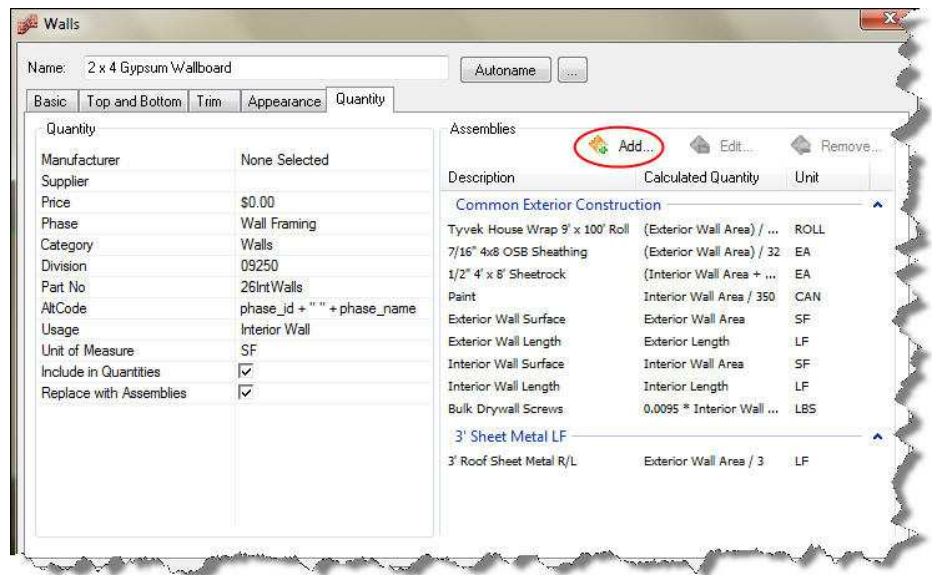 Walls
Name: 2 x 4 Gypsum Wallboard Autoname ...
Basic Top and Bottom Trim Appearance Quantity
Quantity
Manufacturer None Selected
Supplier
Price $0.00
Phase Wall Framing
Category Walls
Division 09250
Part No 26IntWalls
AltCode phase_id + " " + phase_name
Usage Interior Wall
Unit of Measure SF
Include in Quantities
Replace with Assemblies
Assemblies
Add... Edit... Remove...
Description Calculated Quantity Unit
Common Exterior Construction
Tyvek House Wrap 9' x 100' Roll (Exterior Wall Area) / ... ROLL
7/16" 4x8 OSB Sheathing (Exterior Wall Area) / 32 EA
1/2" 4' x 8' Sheetrock (Interior Wall Area + ... EA
Paint Interior Wall Area / 350 CAN
Exterior Wall Surface Exterior Wall Area SF
Exterior Wall Length Exterior Length LF
Interior Wall Surface Interior Wall Area SF
Interior Wall Length Interior Length LF
Bulk Drywall Screws 0.0095 * Interior Wall ... LBS
3' Sheet Metal LF
3' Roof Sheet Metal R/L Exterior Wall Area / 3 LF